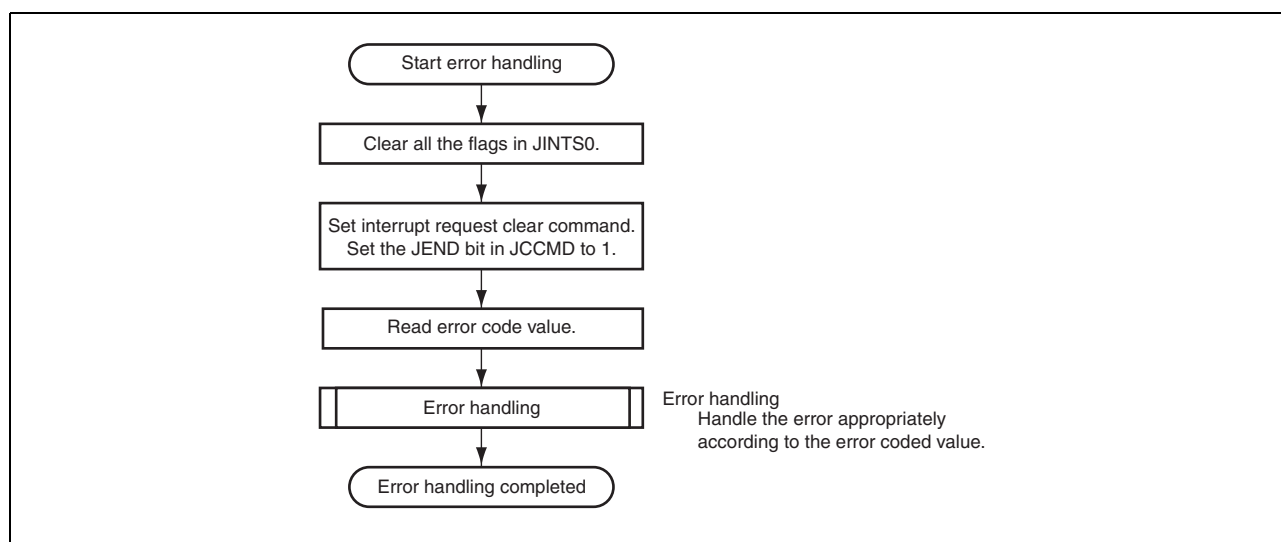 Start error handling
Clear all the flags in JINTS0.
Set interrupt request clear command.
Set the JEND bit in JCCMD to 1.
Read error code value.
Error handling
Error handling
Handle the error appropriately
according to the error coded value.
Error handling completed